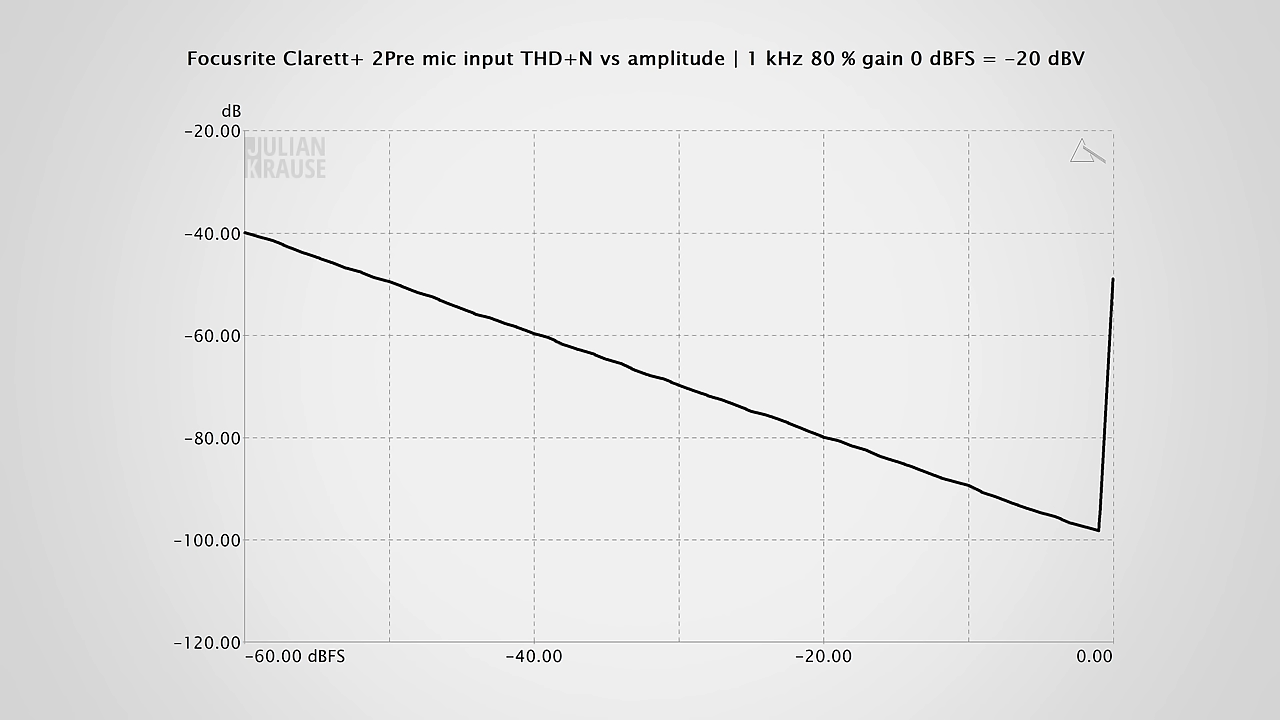 Focusrite Clarett+ 2Pre mic input THD+N vs amplitude | 1 kHz 80 % gain 0 dBFS = -20 dBV
dB
-20.00
JULIAN
KRAUSE
-40.00
-60.00
-80.00
-100.00
-120.00
-60.00 dBFS -40.00 -20.00 0.00